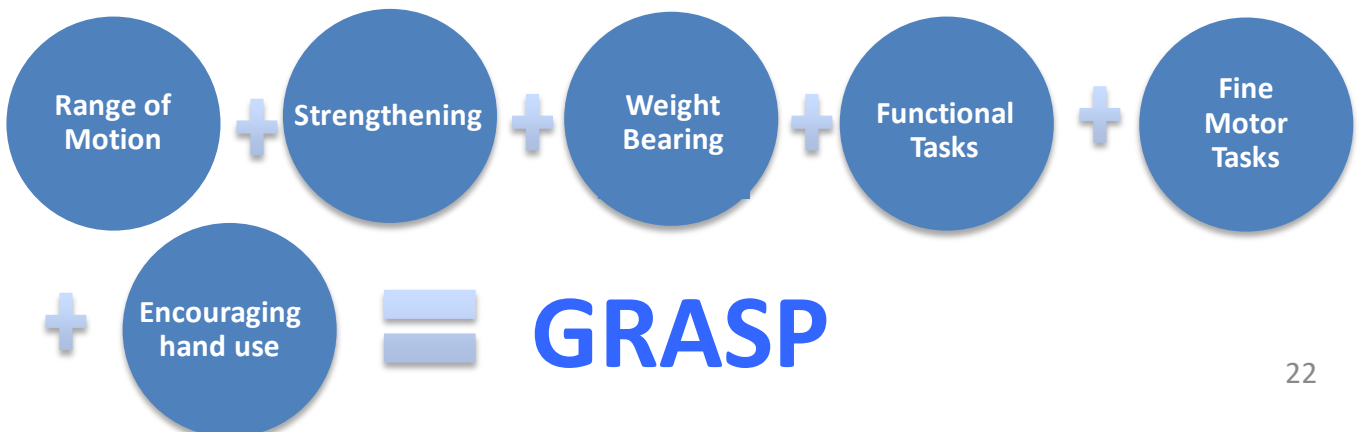 Range of
Motion
Strengthening
Weight
Bearing
Functional
Tasks
Fine
Motor
Tasks
Encouraging
hand use
GRASP
22